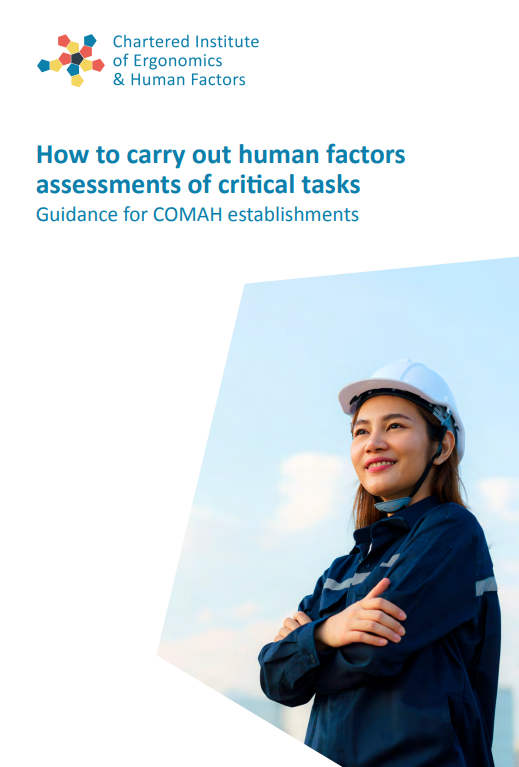 Chartered Institute
of Ergonomics
& Human Factors
How to carry out human factors
assessments of critical tasks
Guidance for COMAH establishments